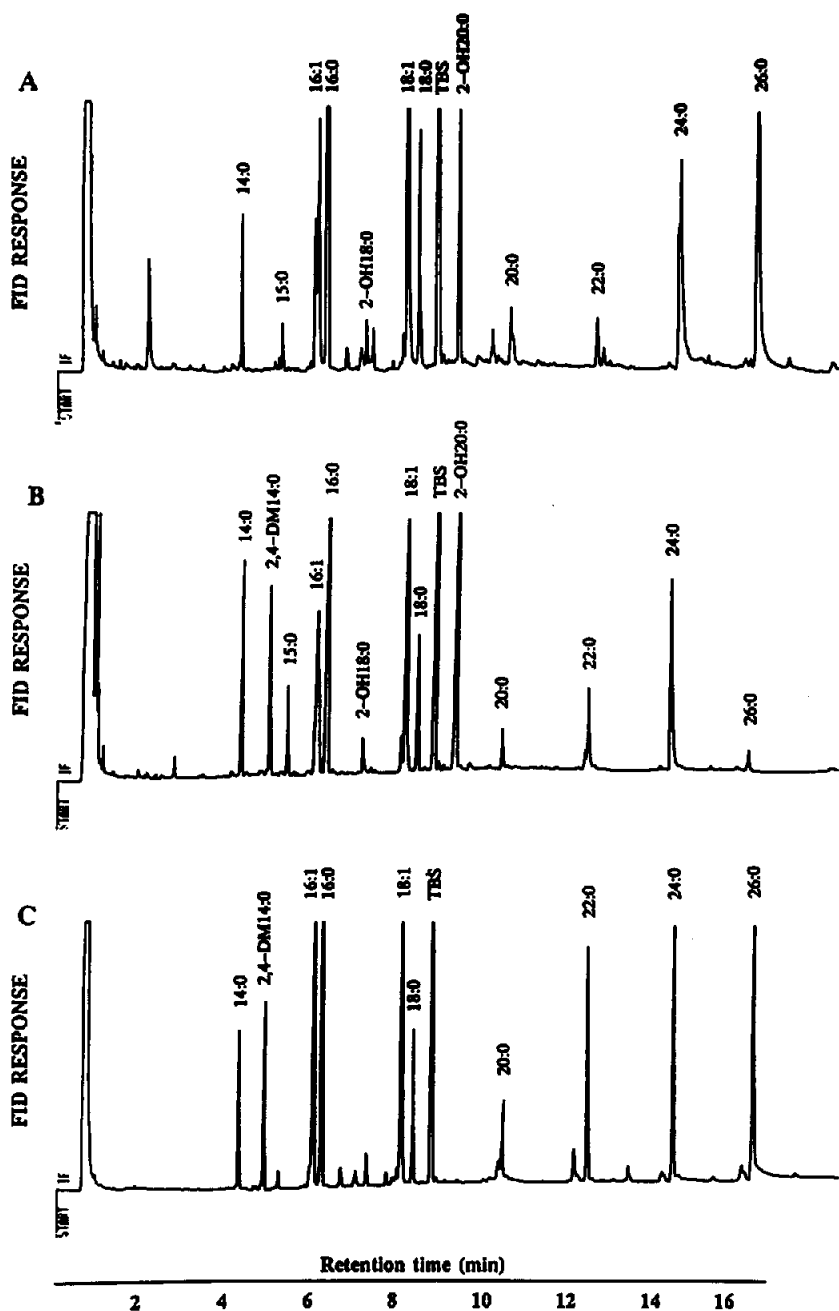 A
FID RESPONSE
14:0
15:0
16:1
16:0
2-OH18:0
18:1
18:0
TBS
2-OH20:0
20:0
22:0
24:0
26:0
IF
START
B
FID RESPONSE
14:0
2,4-DM14:0
15:0
16:1
16:0
2-OH18:0
18:1
18:0
TBS
2-OH20:0
20:0
22:0
24:0
26:0
IF
START
C
FID RESPONSE
14:0
2,4-DM14:0
16:1
16:0
18:1
18:0
TBS
20:0
22:0
24:0
26:0
IF
START
Retention time (min)
2 4 6 8 10 12 14 16